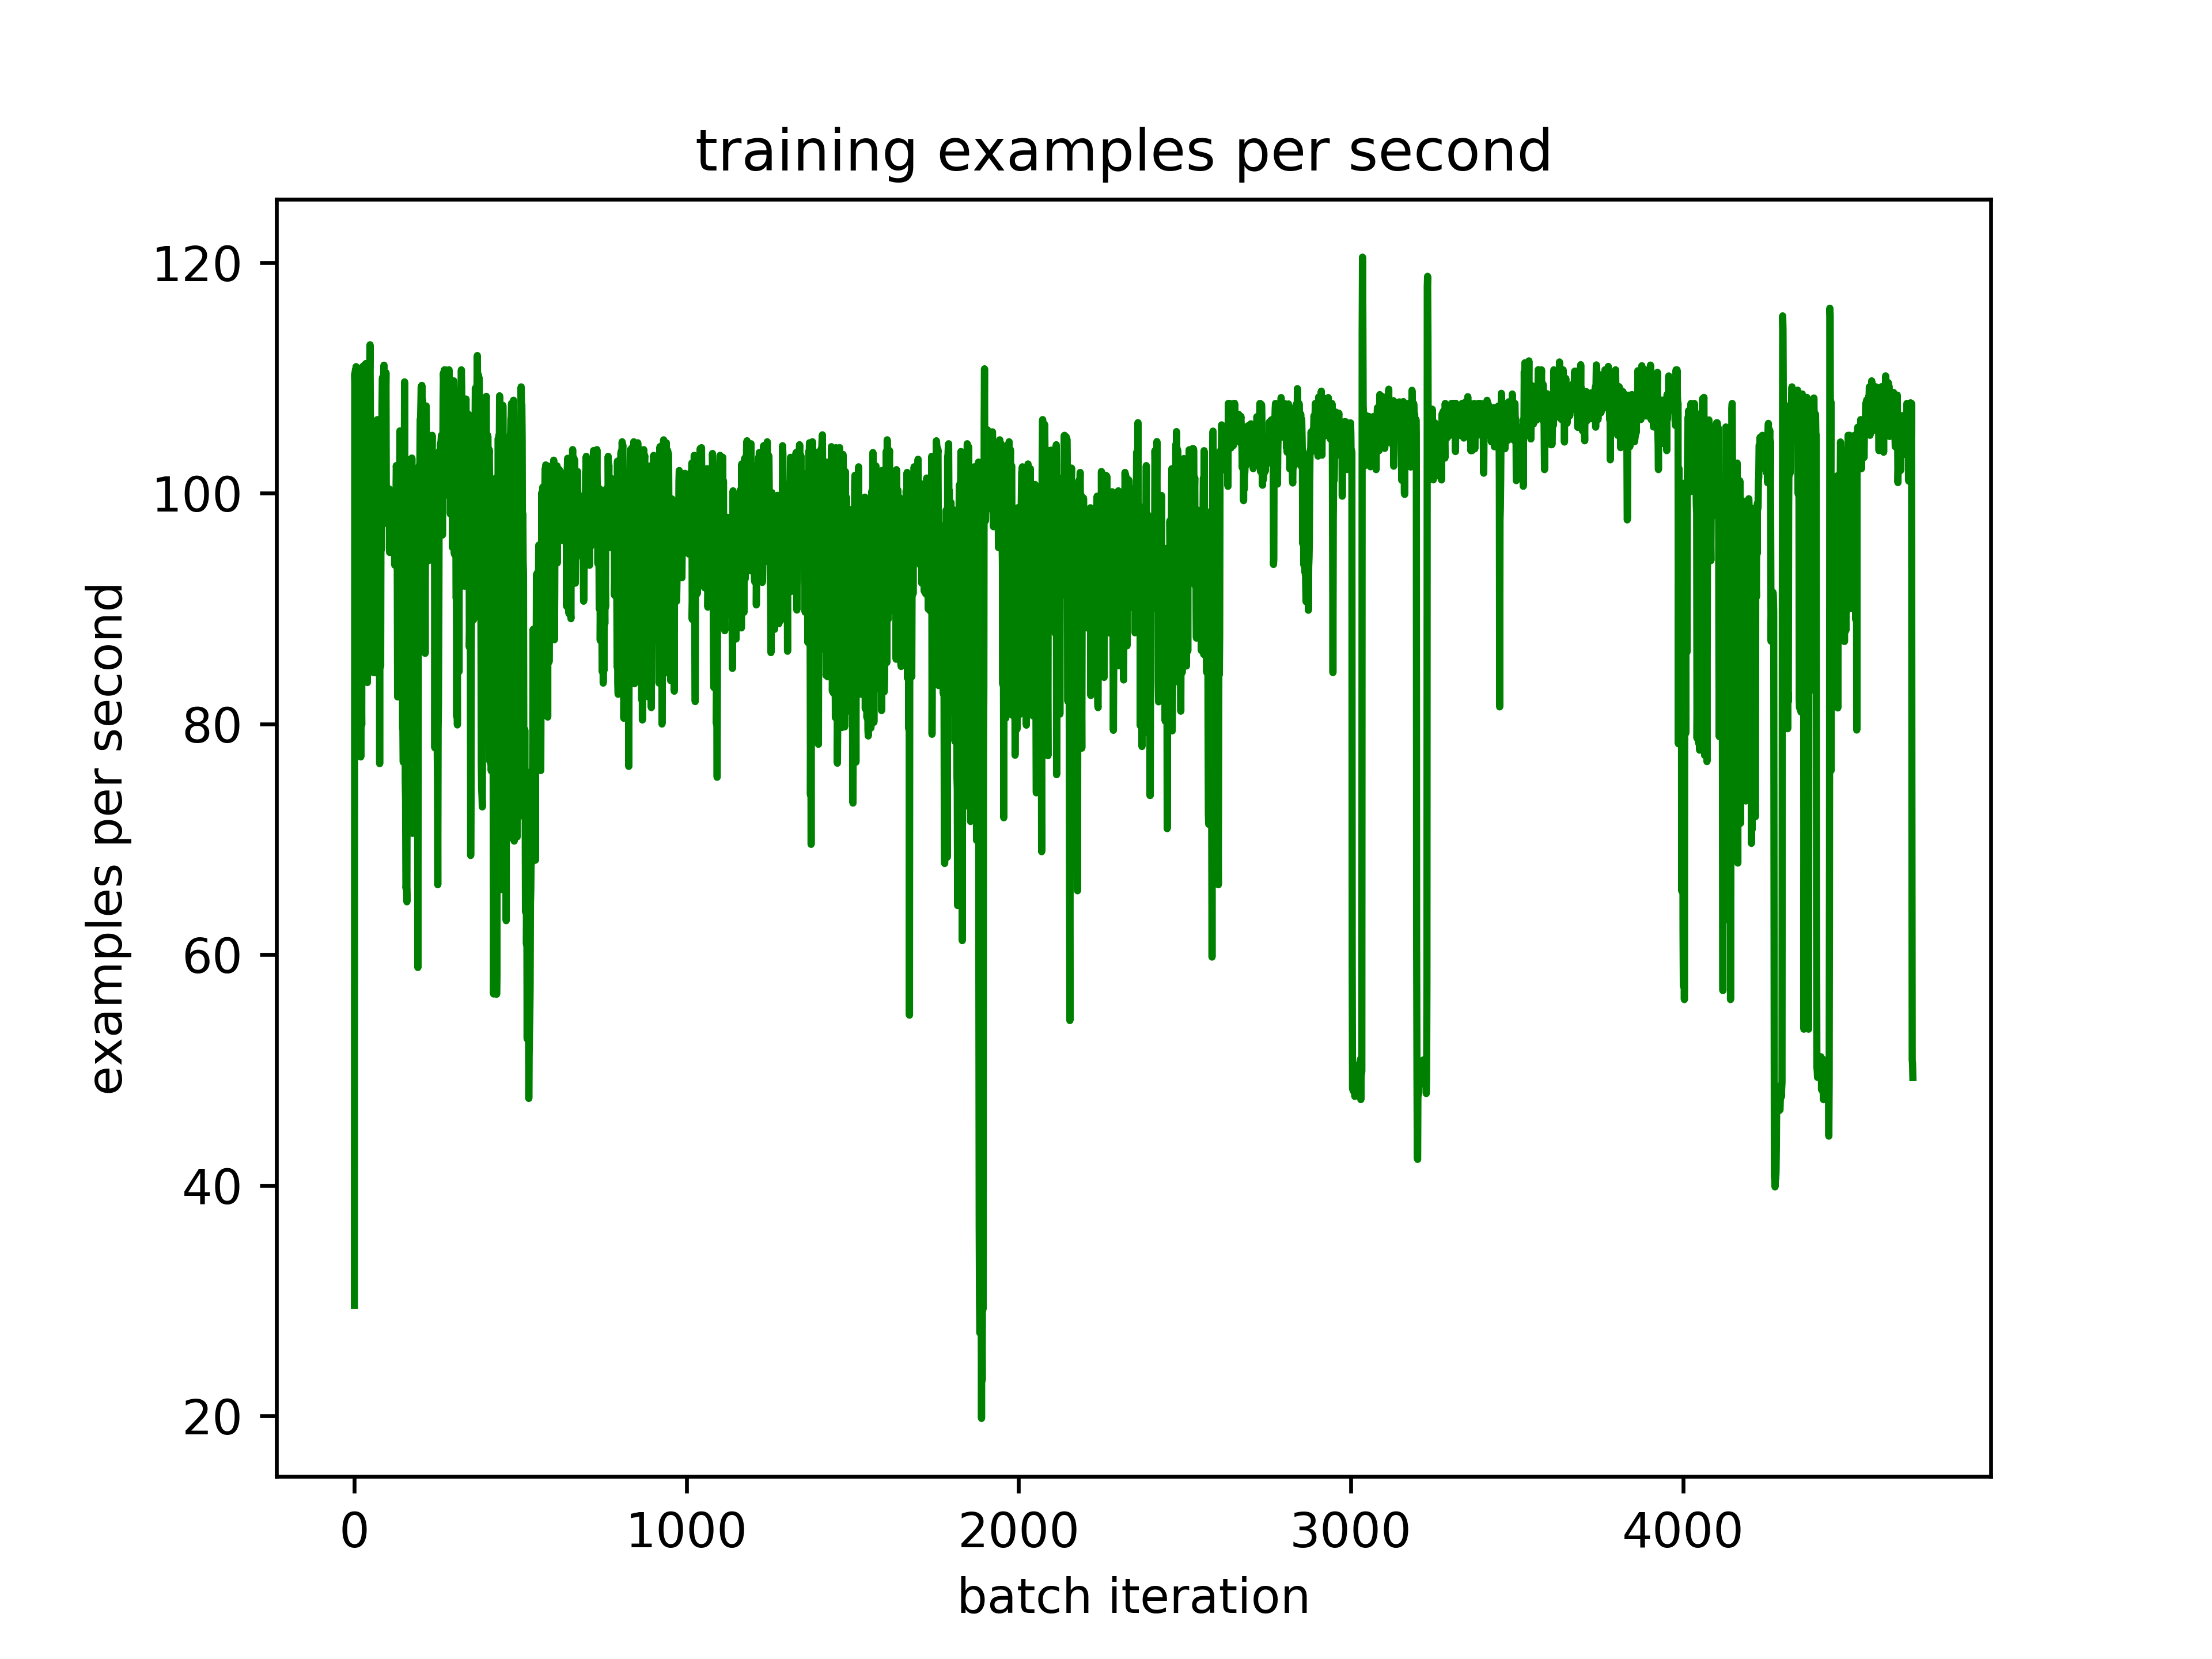 training examples per second
120
100
80
60
40
20
examples per second
0 1000 2000 3000 4000
batch iteration